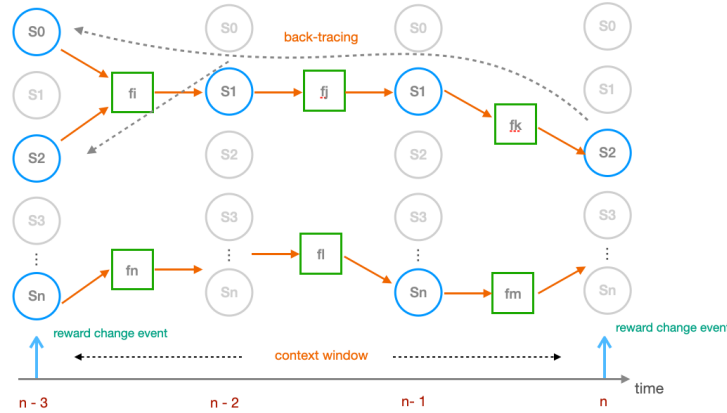 S0
S0
S0
S0
back-tracing
S1
fi
S1
fj
S1
S1
fk
S2
S2
S2
S2
S3
S3
S3
S3
⋮
⋮
⋮
⋮
fn
fl
Sn
Sn
Sn
fm
Sn
reward change event
reward change event
context window
time
n - 3
n - 2
n- 1
n